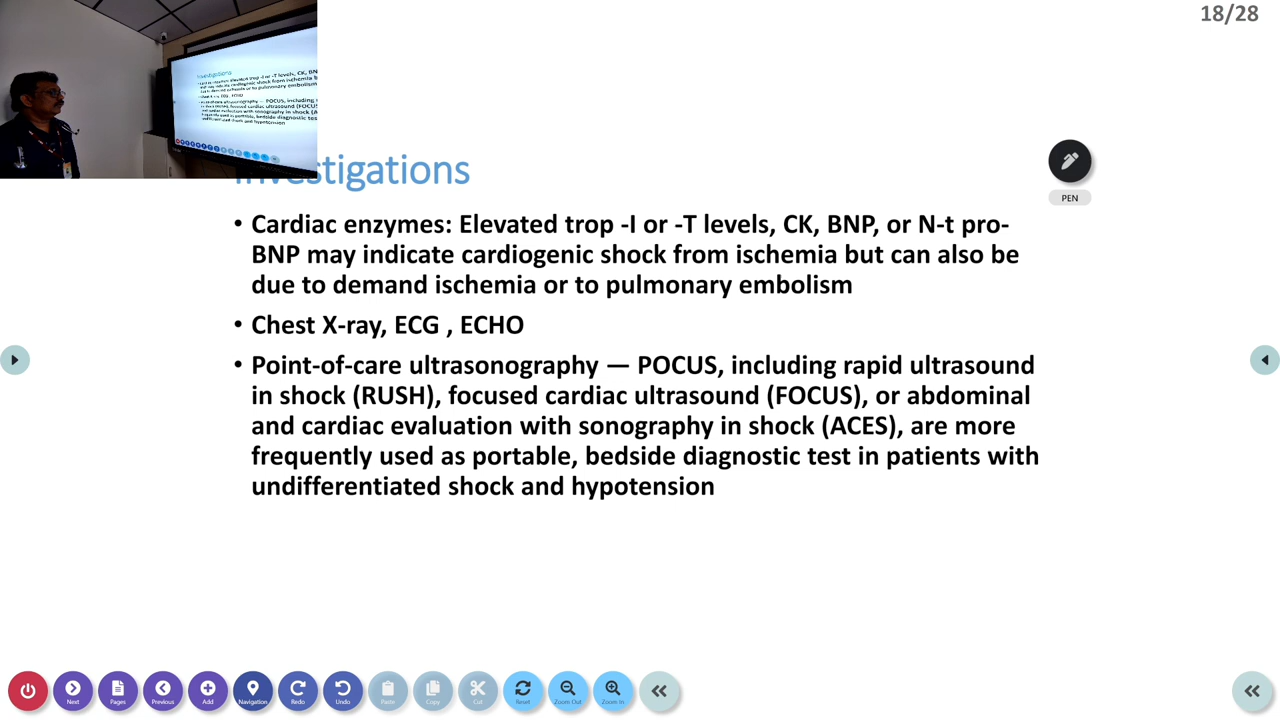 18/28
Investigations
• Cardiac enzymes: Elevated trop -I or -T levels, CK, BNP, or N-t pro-
BNP may indicate cardiogenic shock from ischemia but can also be
due to demand ischemia or to pulmonary embolism
• Chest X-ray, ECG , ECHO
• Point-of-care ultrasonography — POCUS, including rapid ultrasound
in shock (RUSH), focused cardiac ultrasound (FOCUS), or abdominal
and cardiac evaluation with sonography in shock (ACES), are more
frequently used as portable, bedside diagnostic test in patients with
undifferentiated shock and hypotension
PEN
Next Pages Previous Add Navigation Redo Undo Paste Copy Cut Reset Zoom Out Zoom In